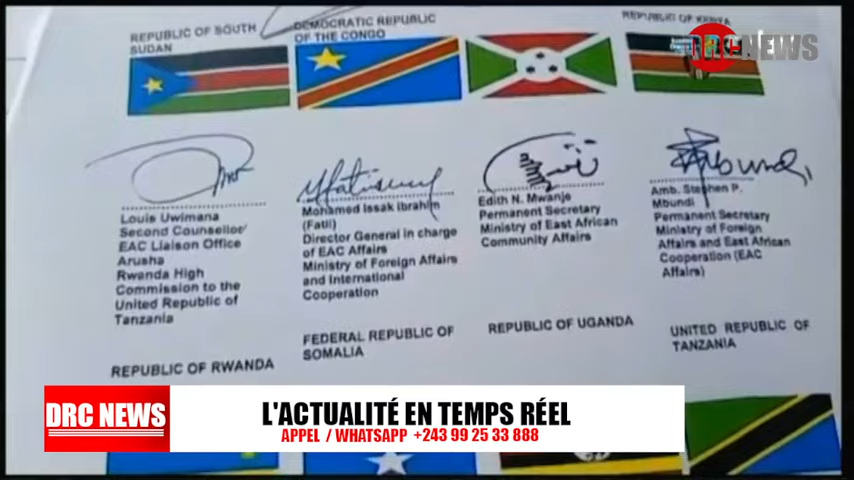 REPUBLIC OF SOUTH
SUDAN
DEMOCRATIC REPUBLIC
OF THE CONGO
REPUBLIC OF KENYA
DRC NEWS
Louis Uwimana
Second Counsellor/
EAC Liaison Office
Arusha
Rwanda High
Commission to the
United Republic of
Tanzania
REPUBLIC OF RWANDA
Mohamed Issak Ibrahim
(Fatii)
Director General in charge
of EAC Affairs
Ministry of Foreign Affairs
and International
Cooperation
FEDERAL REPUBLIC OF
SOMALIA
Edith N. Mwanje
Permanent Secretary
Ministry of East African
Community Affairs
REPUBLIC OF UGANDA
Amb. Stephen P.
Mbundi
Permanent Secretary
Ministry of Foreign
Affairs and East African
Cooperation (EAC
Affairs)
UNITED REPUBLIC OF
TANZANIA
DRC NEWS
L'ACTUALITÉ EN TEMPS RÉEL
APPEL / WHATSAPP +243 99 25 33 888